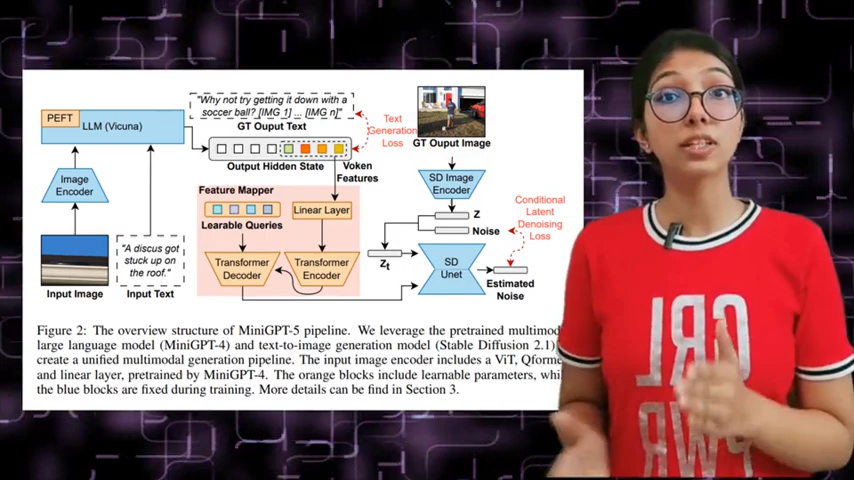 PEFT
LLM (Vicuna)
"Why not try getting it down with a
soccer ball? [IMG 1] ... [IMG n]"
GT Ouput Text
Text
Generation
Loss
GT Ouput Image
Output Hidden State
Voken
Features
Image
Encoder
Feature Mapper
Learable Queries
Linear Layer
SD Image
Encoder
Conditional
Latent
Denoising
Loss
Z
Noise
"A discus got
stuck up on
the roof."
Input Image
Input Text
Transformer
Decoder
Transformer
Encoder
Zt
SD
Unet
Estimated
Noise
Figure 2: The overview structure of MiniGPT-5 pipeline. We leverage the pretrained multimod
large language model (MiniGPT-4) and text-to-image generation model (Stable Diffusion 2.1)
create a unified multimodal generation pipeline. The input image encoder includes a ViT, Qforme
and linear layer, pretrained by MiniGPT-4. The orange blocks include learnable parameters, whi
the blue blocks are fixed during training. More details can be find in Section 3.
GRL
PWR